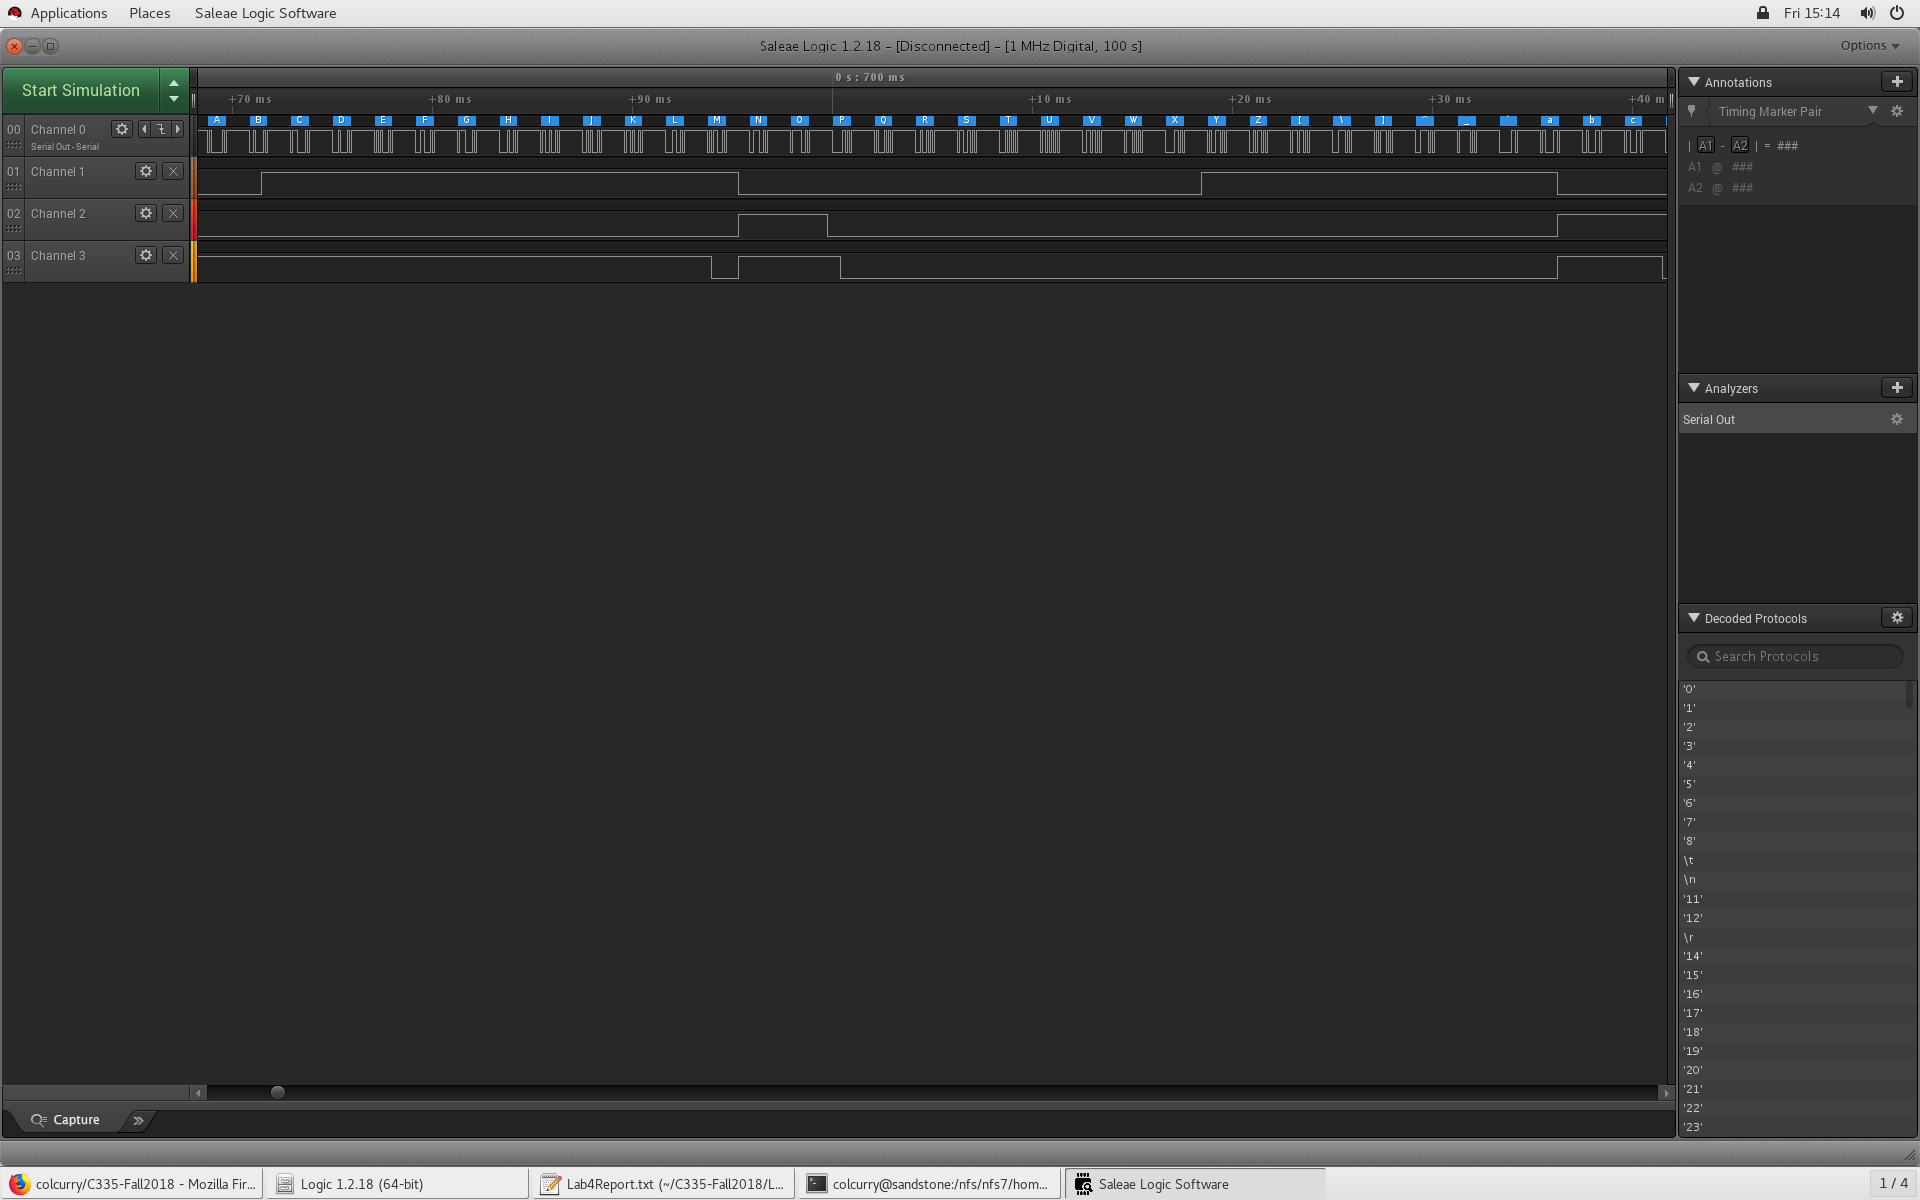 Applications Places Saleae Logic Software Fri 15:14
Saleae Logic 1.2.18 - [Disconnected] - [1 MHz Digital, 100 s] Options
Start Simulation
0 s : 700 ms
+70 ms +80 ms +90 ms +10 ms +20 ms +30 ms +40 m
A B C D E F G H I J K L M N O P Q R S T U V W X Y Z [ \ ] ^ _ ` a b c
00 Channel 0
Serial Out - Serial
01 Channel 1
02 Channel 2
03 Channel 3
Annotations
Timing Marker Pair
| A1 - A2 | = ###
A1 @ ###
A2 @ ###
Analyzers
Serial Out
Decoded Protocols
Search Protocols
'0'
'1'
'2'
'3'
'4'
'5'
'6'
'7'
'8'
\t
\n
'11'
'12'
\r
'14'
'15'
'16'
'17'
'18'
'19'
'20'
'21'
'22'
'23'
Capture
colcurry/C335-Fall2018 - Mozilla Fir... Logic 1.2.18 (64-bit) Lab4Report.txt (~/C335-Fall2018/L... colcurry@sandstone:/nfs/nfs7/hom... Saleae Logic Software 1 / 4